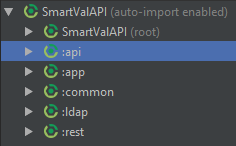 SmartValAPI (auto-import enabled)
SmartValAPI (root)
:api
:app
:common
:ldap
:rest